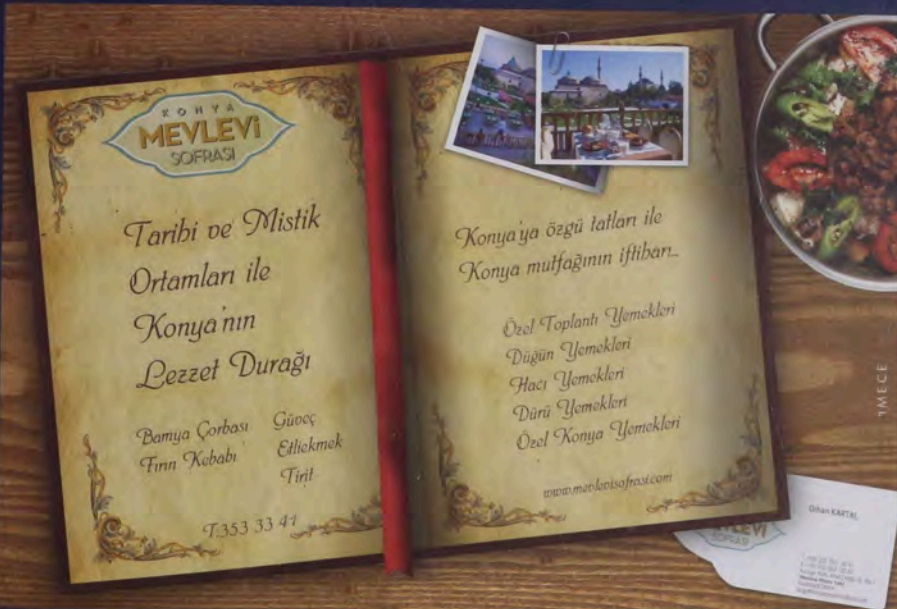 KONYA
MEVLEVİ
SOFRASI
Tarihi ve Mistik
Ortamları ile
Konya'nın
Lezzet Durağı
Bamya Çorbası
Fırın Kebabı
Güveç
Etliekmek
Tirit
T:353 33 41
Konya'ya özgü tatları ile
Konya mutfağının iftiharı...
Özel Toplantı Yemekleri
Düğün Yemekleri
Hacı Yemekleri
Dürü Yemekleri
Özel Konya Yemekleri
www.mevlevisofrasi.com
İMECE
Orhan KARTAL
MEVLEVİ
SOFRASI